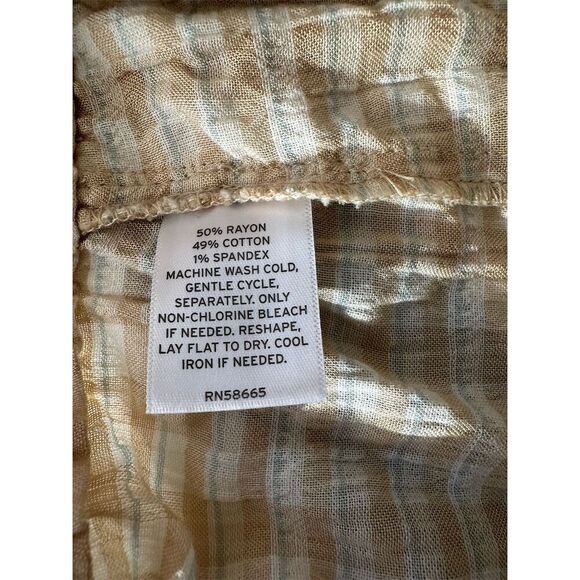 50% RAYON
49% COTTON
1% SPANDEX
MACHINE WASH COLD,
GENTLE CYCLE,
SEPARATELY. ONLY
NON-CHLORINE BLEACH
IF NEEDED. RESHAPE,
LAY FLAT TO DRY. COOL
IRON IF NEEDED.
RN58665